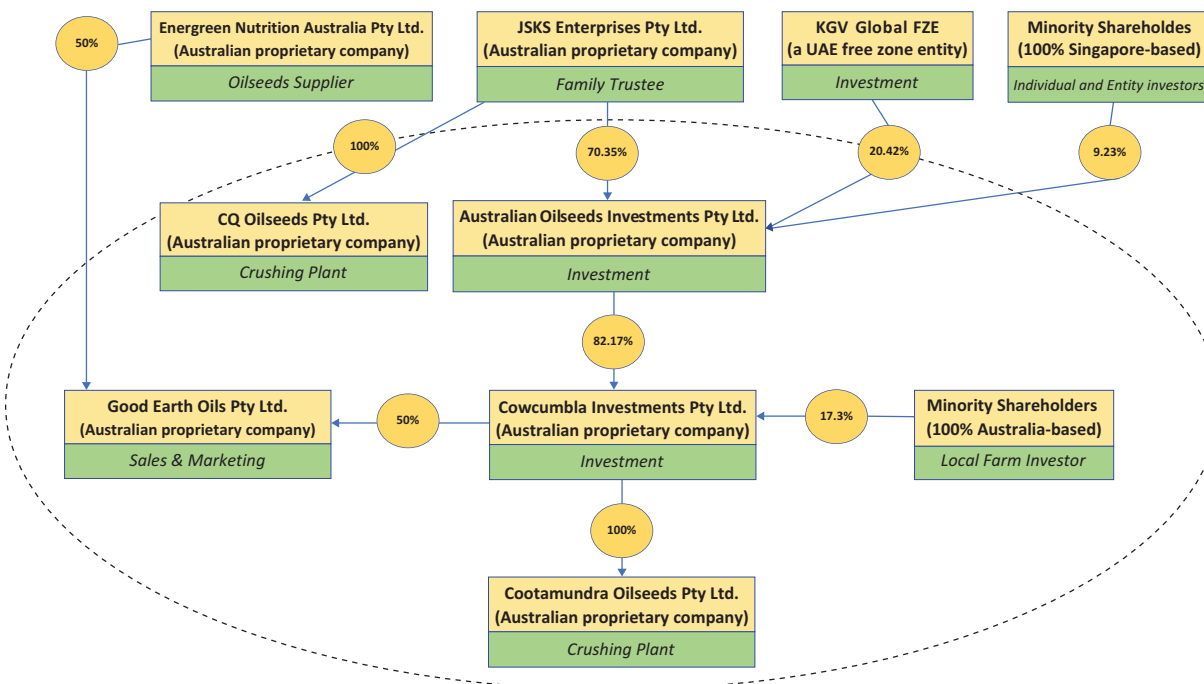 50%
Energreen Nutrition Australia Pty Ltd.
(Australian proprietary company)
Oilseeds Supplier
JSKS Enterprises Pty Ltd.
(Australian proprietary company)
Family Trustee
KGV Global FZE
(a UAE free zone entity)
Investment
Minority Shareholdes
(100% Singapore-based)
Individual and Entity investors
100%
70.35%
20.42%
9.23%
CQ Oilseeds Pty Ltd.
(Australian proprietary company)
Crushing Plant
Australian Oilseeds Investments Pty Ltd.
(Australian proprietary company)
Investment
82.17%
Good Earth Oils Pty Ltd.
(Australian proprietary company)
Sales & Marketing
50%
Cowcumbla Investments Pty Ltd.
(Australian proprietary company)
Investment
17.3%
Minority Shareholders
(100% Australia-based)
Local Farm Investor
100%
Cootamundra Oilseeds Pty Ltd.
(Australian proprietary company)
Crushing Plant